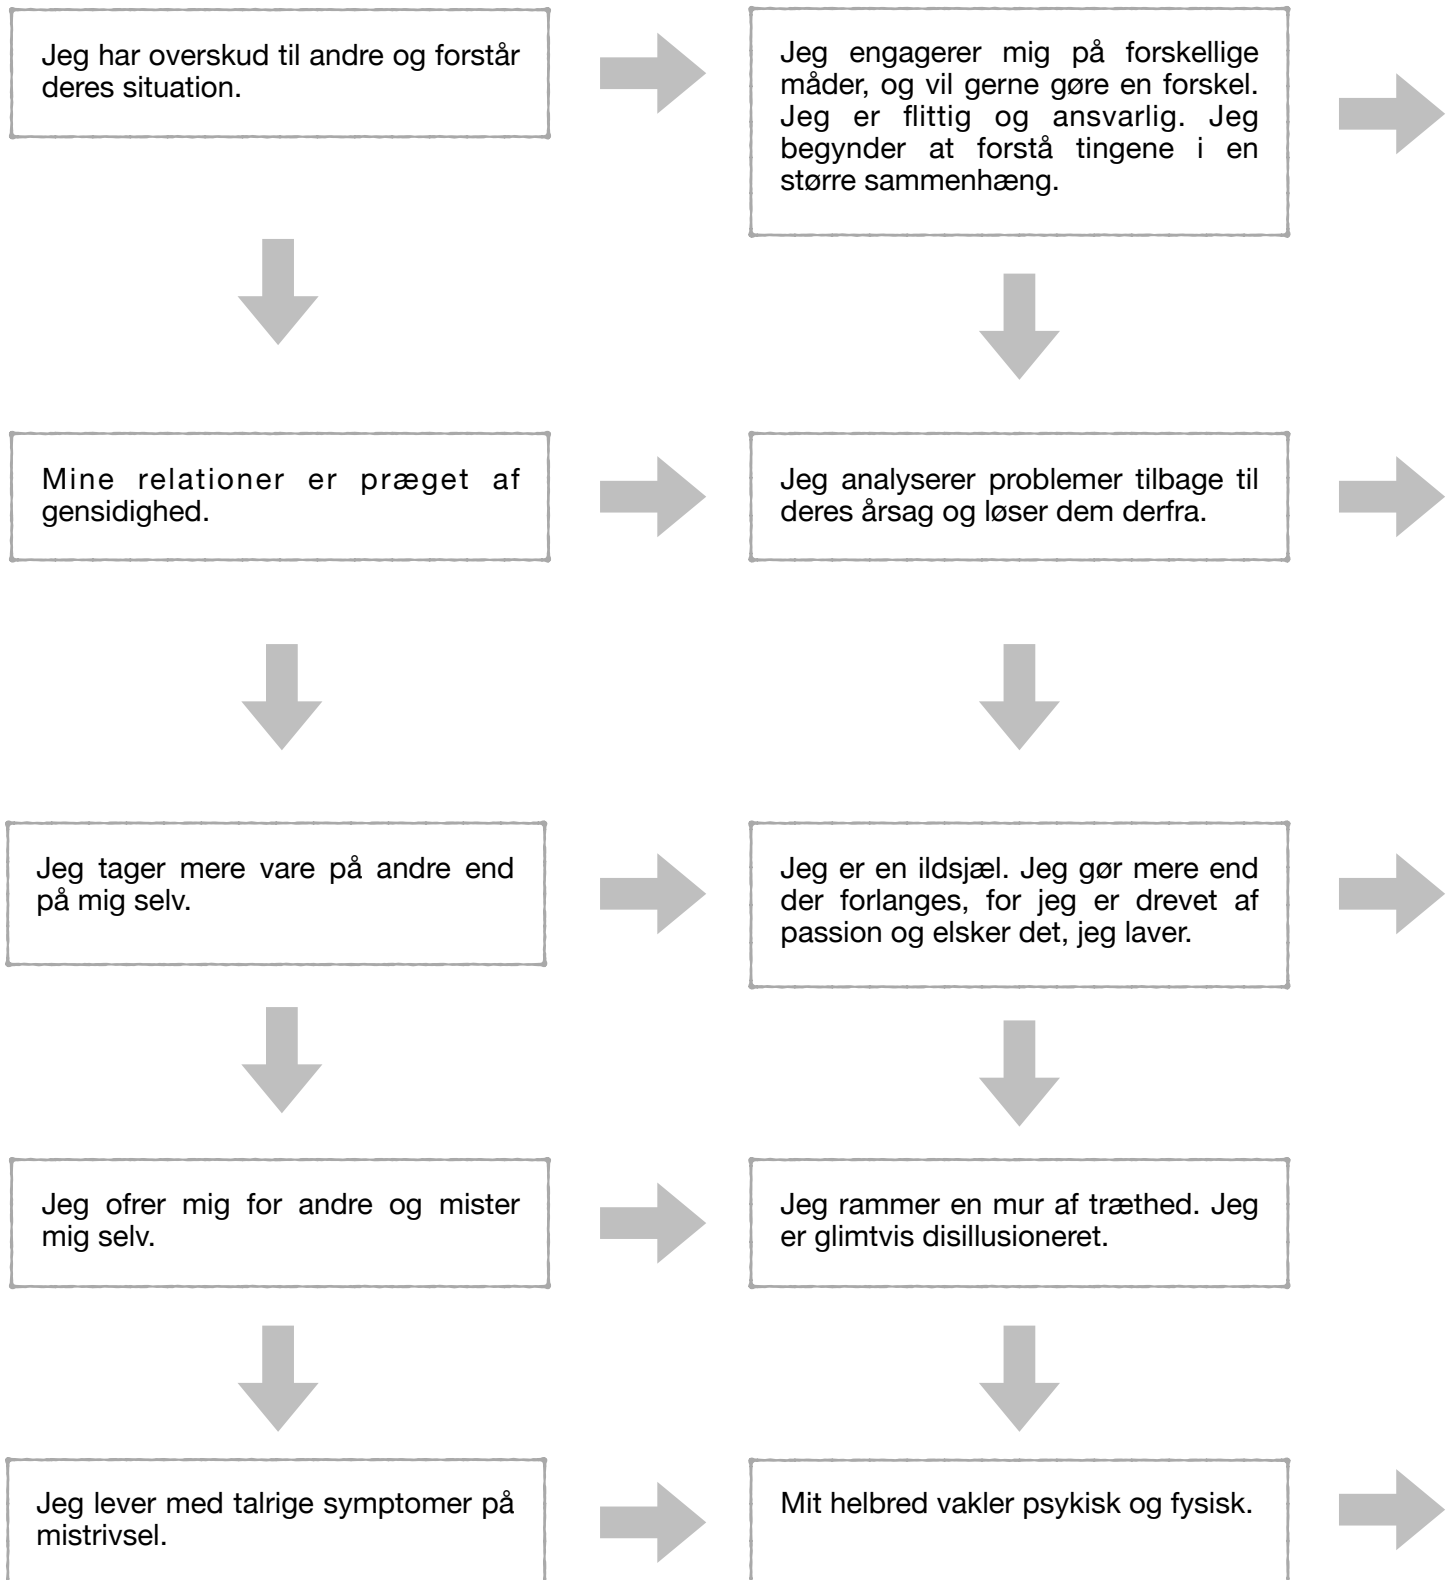 Jeg har overskud til andre og forstår
deres situation.
Jeg engagerer mig på forskellige
måder, og vil gerne gøre en forskel.
Jeg er flittig og ansvarlig. Jeg
begynder at forstå tingene i en
større sammenhæng.
Mine relationer er præget af
gensidighed.
Jeg analyserer problemer tilbage til
deres årsag og løser dem derfra.
Jeg tager mere vare på andre end
på mig selv.
Jeg er en ildsjæl. Jeg gør mere end
der forlanges, for jeg er drevet af
passion og elsker det, jeg laver.
Jeg ofrer mig for andre og mister
mig selv.
Jeg rammer en mur af træthed. Jeg
er glimtvis disillusioneret.
Jeg lever med talrige symptomer på
mistrivsel.
Mit helbred vakler psykisk og fysisk.